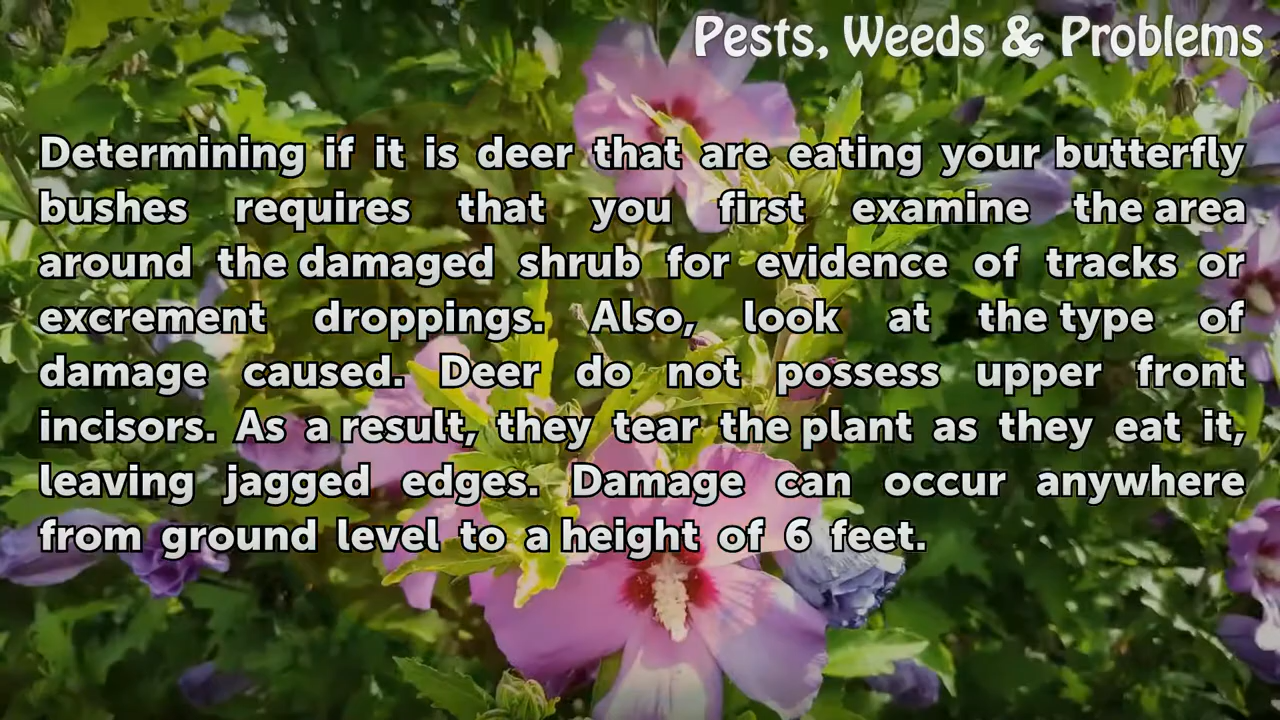 Pests, Weeds & Problems
Determining if it is deer that are eating your butterfly
bushes requires that you first examine the area
around the damaged shrub for evidence of tracks or
excrement droppings. Also, look at the type of
damage caused. Deer do not possess upper front
incisors. As a result, they tear the plant as they eat it,
leaving jagged edges. Damage can occur anywhere
from ground level to a height of 6 feet.